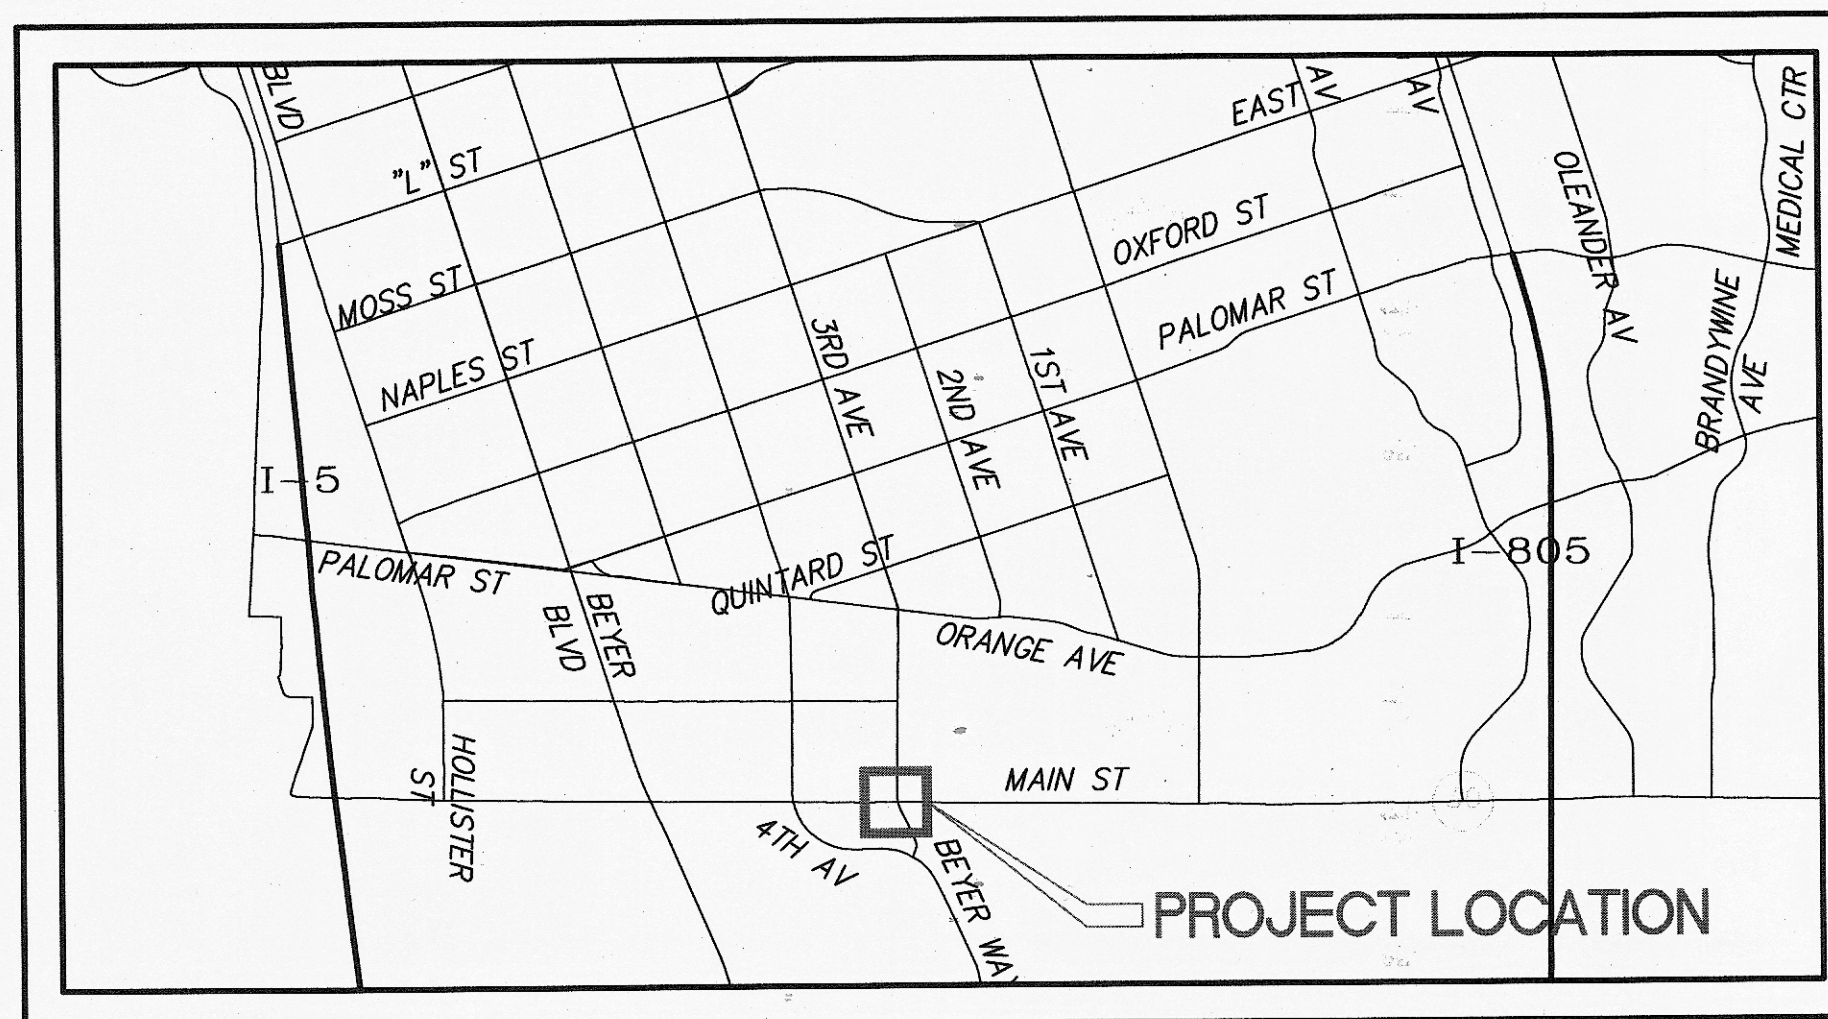 BLVD
"L" ST
MOSS ST
NAPLES ST
I-5
PALOMAR ST
BEYER
BLVD
HOLLISTER
ST
QUINTARD ST
3RD AVE
2ND AVE
1ST AVE
ORANGE AVE
MAIN ST
4TH AV
BEYER WAY
EAST
AV
AV
OXFORD ST
PALOMAR ST
OLEANDER AV
MEDICAL CTR
BRANDYWINE
AVE
I-805
PROJECT LOCATION